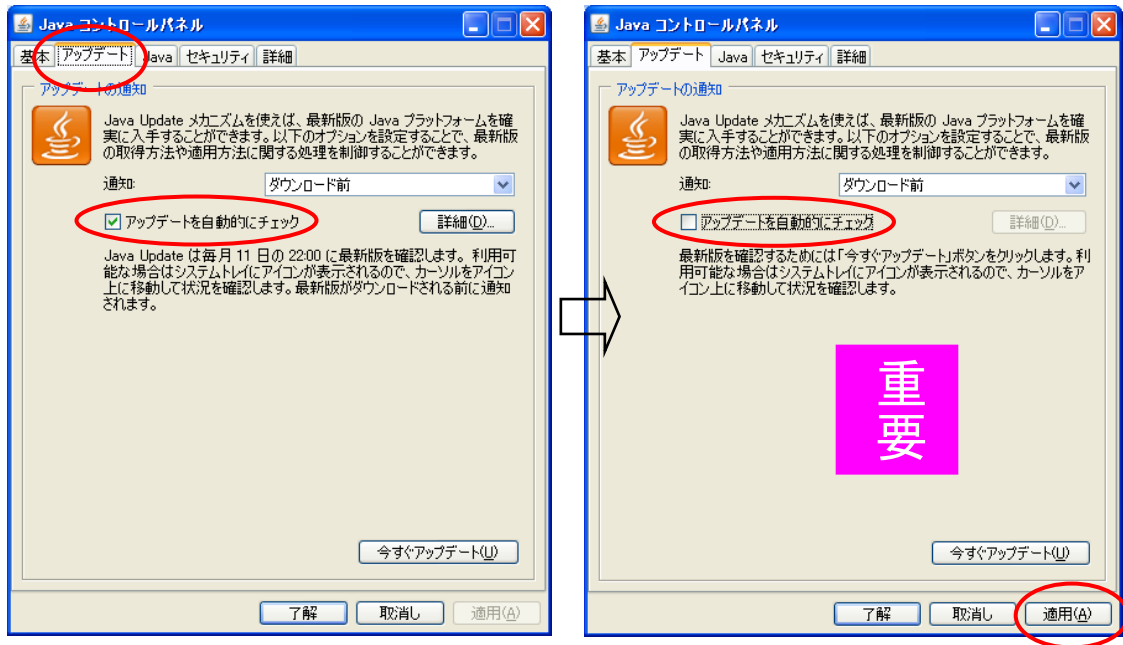 Java コントロールパネル
基本 アップデート Java セキュリティ 詳細
アップデートの通知
Java Update メカニズムを使えば、最新版の Java プラットフォームを確
実に入手することができます。以下のオプションを設定することで、最新版
の取得方法や適用方法に関する処理を制御することができます。
通知: ダウンロード前
アップデートを自動的にチェック 詳細(D)...
Java Update は毎月 11 日の 22:00 に最新版を確認します。利用可
能な場合はシステムトレイにアイコンが表示されるので、カーソルをアイコン
上に移動して状況を確認します。最新版がダウンロードされる前に通知
されます。
今すぐアップデート(U)
了解 取消し 適用(A)
Java コントロールパネル
基本 アップデート Java セキュリティ 詳細
アップデートの通知
Java Update メカニズムを使えば、最新版の Java プラットフォームを確
実に入手することができます。以下のオプションを設定することで、最新版
の取得方法や適用方法に関する処理を制御することができます。
通知: ダウンロード前
アップデートを自動的にチェック 詳細(D)...
最新版を確認するためには「今すぐアップデート」ボタンをクリックします。利
用可能な場合はシステムトレイにアイコンが表示されるので、カーソルをア
イコン上に移動して状況を確認します。
重
要
今すぐアップデート(U)
了解 取消し 適用(A)